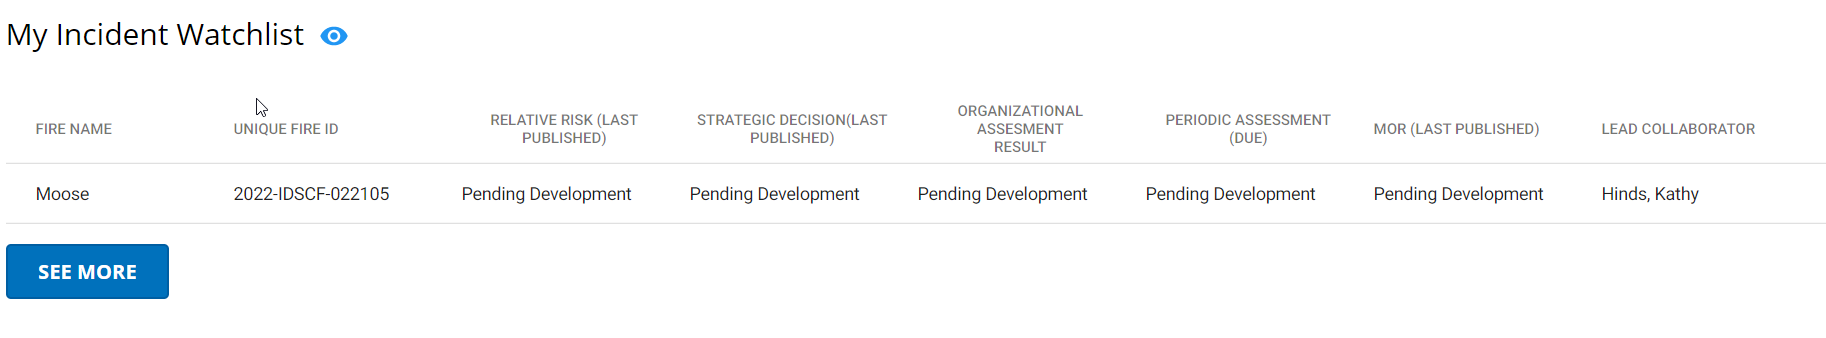 My Incident Watchlist
FIRE NAME
UNIQUE FIRE ID
RELATIVE RISK (LAST
PUBLISHED)
STRATEGIC DECISION(LAST
PUBLISHED)
ORGANIZATIONAL
ASSESMENT
RESULT
PERIODIC ASSESSMENT
(DUE)
MOR (LAST PUBLISHED)
LEAD COLLABORATOR
Moose 2022-IDSCF-022105 Pending Development Pending Development Pending Development Pending Development Pending Development Hinds, Kathy
SEE MORE